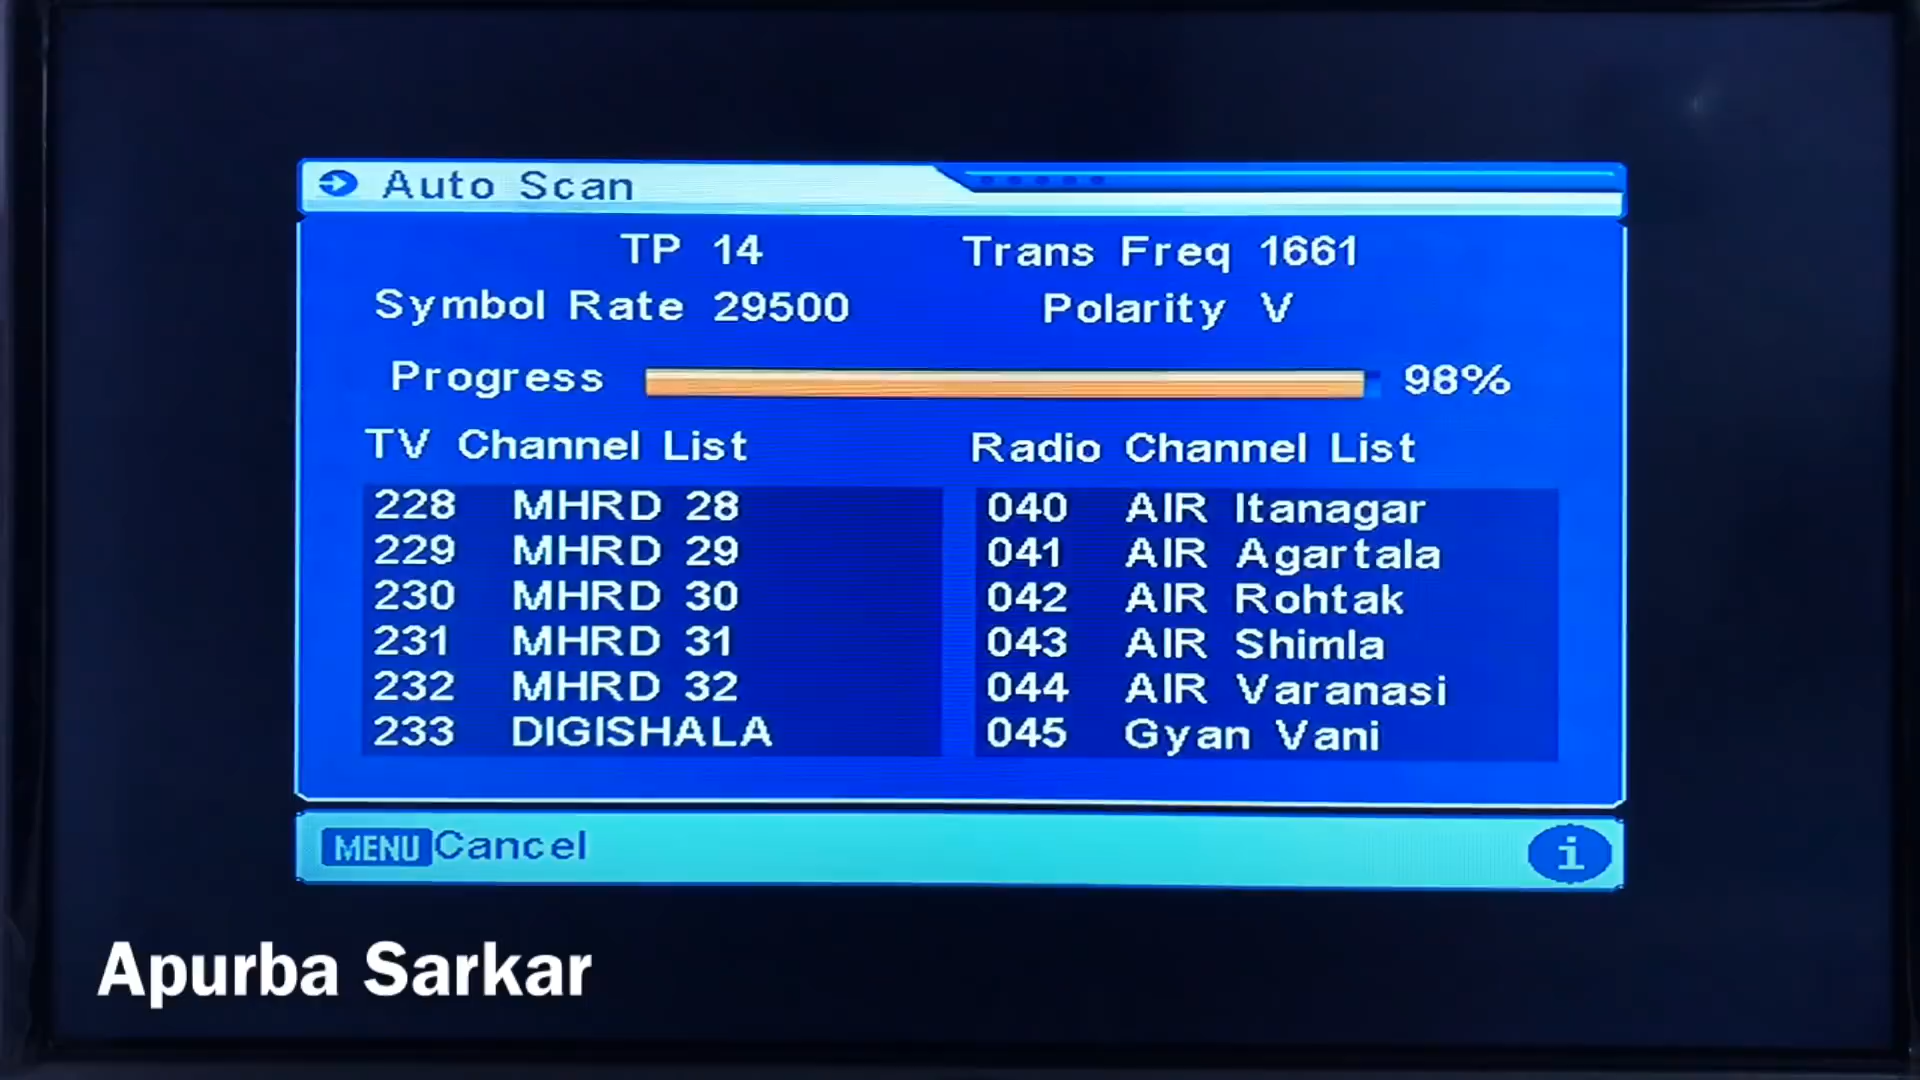 Auto Scan
TP 14 Trans Freq 1661
Symbol Rate 29500 Polarity V
Progress 98%
TV Channel List
228 MHRD 28
229 MHRD 29
230 MHRD 30
231 MHRD 31
232 MHRD 32
233 DIGISHALA
Radio Channel List
040 AIR Itanagar
041 AIR Agartala
042 AIR Rohtak
043 AIR Shimla
044 AIR Varanasi
045 Gyan Vani
MENU Cancel i
Apurba Sarkar